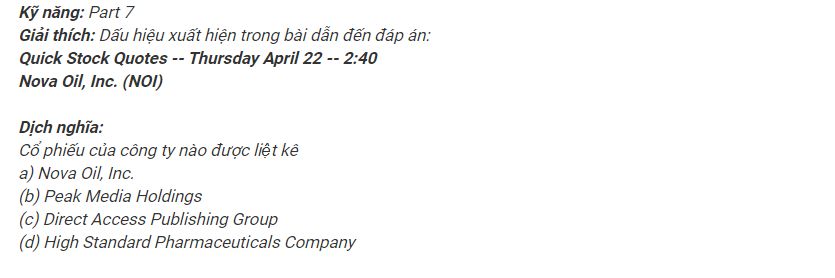 Kỹ năng: Part 7
Giải thích: Dấu hiệu xuất hiện trong bài dẫn đến đáp án:
Quick Stock Quotes -- Thursday April 22 -- 2:40
Nova Oil, Inc. (NOI)
Dịch nghĩa:
Cổ phiếu của công ty nào được liệt kê
a) Nova Oil, Inc.
(b) Peak Media Holdings
(c) Direct Access Publishing Group
(d) High Standard Pharmaceuticals Company